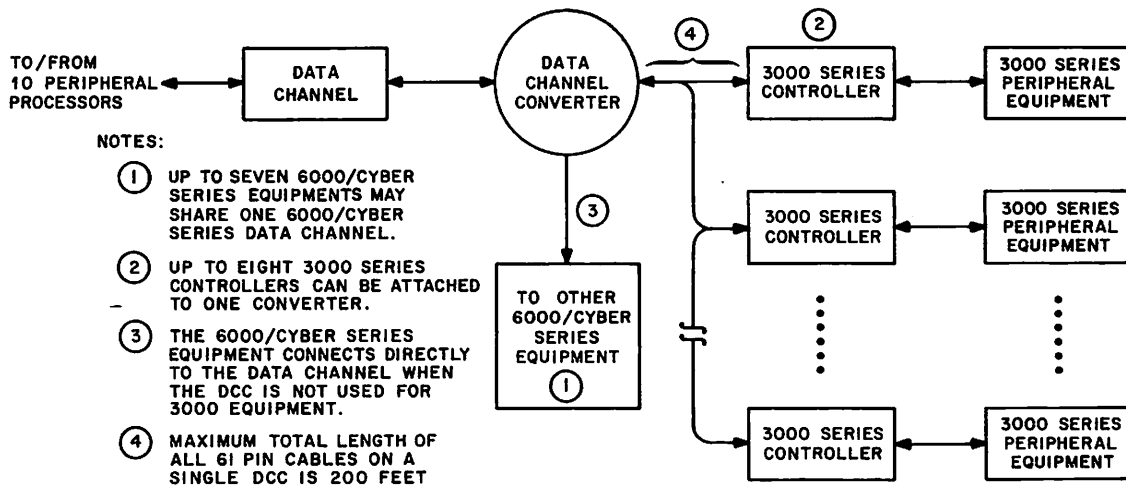 TO/FROM
10 PERIPHERAL
PROCESSORS
DATA
CHANNEL
DATA
CHANNEL
CONVERTER
4
2
3000 SERIES
CONTROLLER
3000 SERIES
PERIPHERAL
EQUIPMENT
NOTES:
1 UP TO SEVEN 6000/CYBER
SERIES EQUIPMENTS MAY
SHARE ONE 6000/CYBER
SERIES DATA CHANNEL.
2 UP TO EIGHT 3000 SERIES
CONTROLLERS CAN BE ATTACHED
TO ONE CONVERTER.
3 THE 6000/CYBER SERIES
EQUIPMENT CONNECTS DIRECTLY
TO THE DATA CHANNEL WHEN
THE DCC IS NOT USED FOR
3000 EQUIPMENT.
4 MAXIMUM TOTAL LENGTH OF
ALL 61 PIN CABLES ON A
SINGLE DCC IS 200 FEET
3
TO OTHER
6000/CYBER
SERIES
EQUIPMENT
1
3000 SERIES
CONTROLLER
3000 SERIES
PERIPHERAL
EQUIPMENT
3000 SERIES
CONTROLLER
3000 SERIES
PERIPHERAL
EQUIPMENT